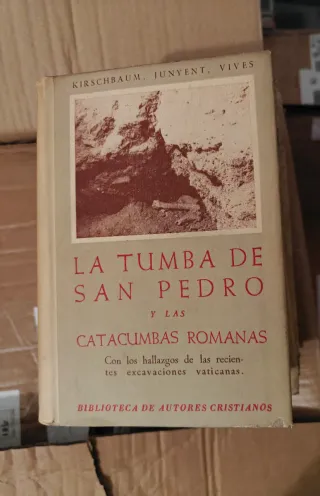 KIRSCHBAUM, JUNYENT, VIVES
LA TUMBA DE
SAN PEDRO
Y LAS
CATACUMBAS ROMANAS
Con los hallazgos de las recien-
tes excavaciones vaticanas.
BIBLIOTECA DE AUTORES CRISTIANOS